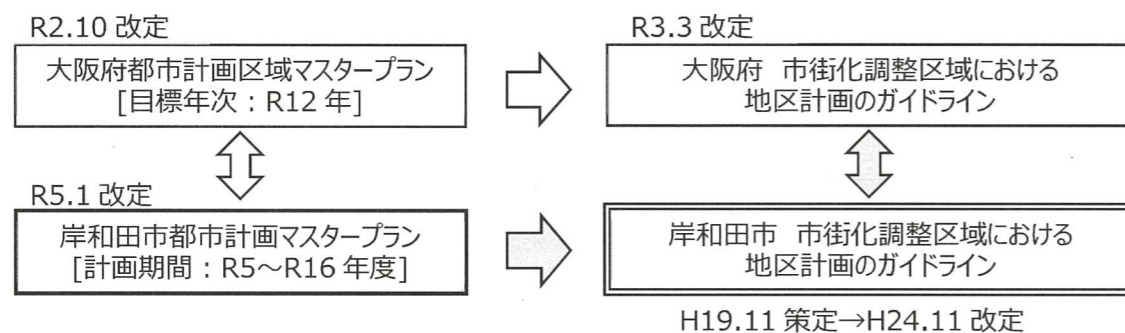 R2.10 改定
大阪府都市計画区域マスタープラン
[目標年次：R12 年]
R3.3 改定
大阪府 市街化調整区域における
地区計画のガイドライン
R5.1 改定
岸和田市都市計画マスタープラン
[計画期間：R5～R16 年度]
岸和田市 市街化調整区域における
地区計画のガイドライン
H19.11 策定→H24.11 改定